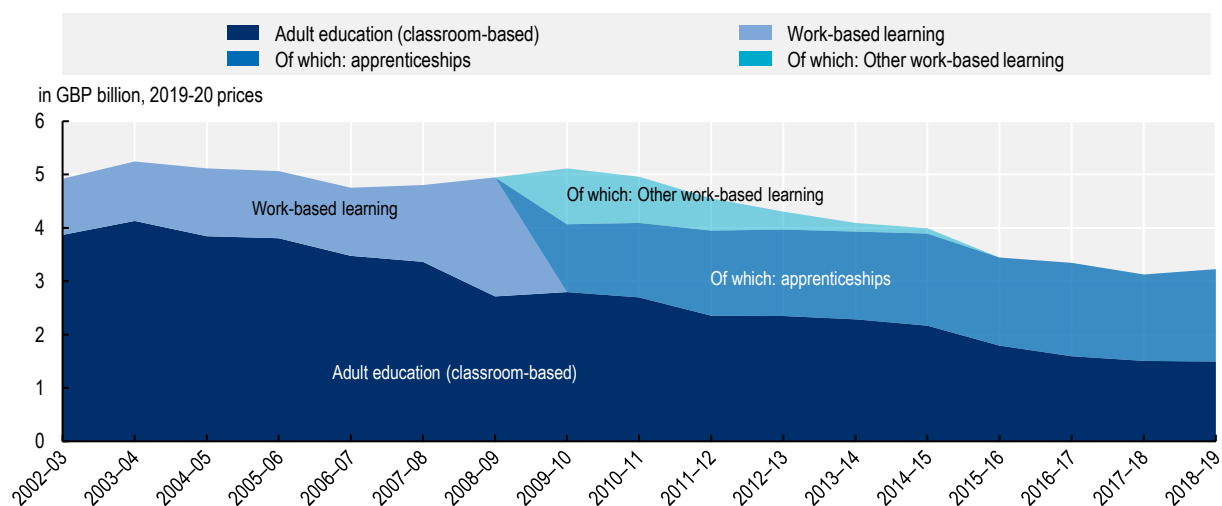 Adult education (classroom-based)
Work-based learning
Of which: apprenticeships
Of which: Other work-based learning
in GBP billion, 2019-20 prices
6
5
4
3
2
1
0
Of which: Other work-based learning
Work-based learning
Of which: apprenticeships
Adult education (classroom-based)
2002–03
2003–04
2004–05
2005–06
2006–07
2007–08
2008–09
2009–10
2010–11
2011–12
2012–13
2013–14
2014–15
2015–16
2016–17
2017–18
2018–19